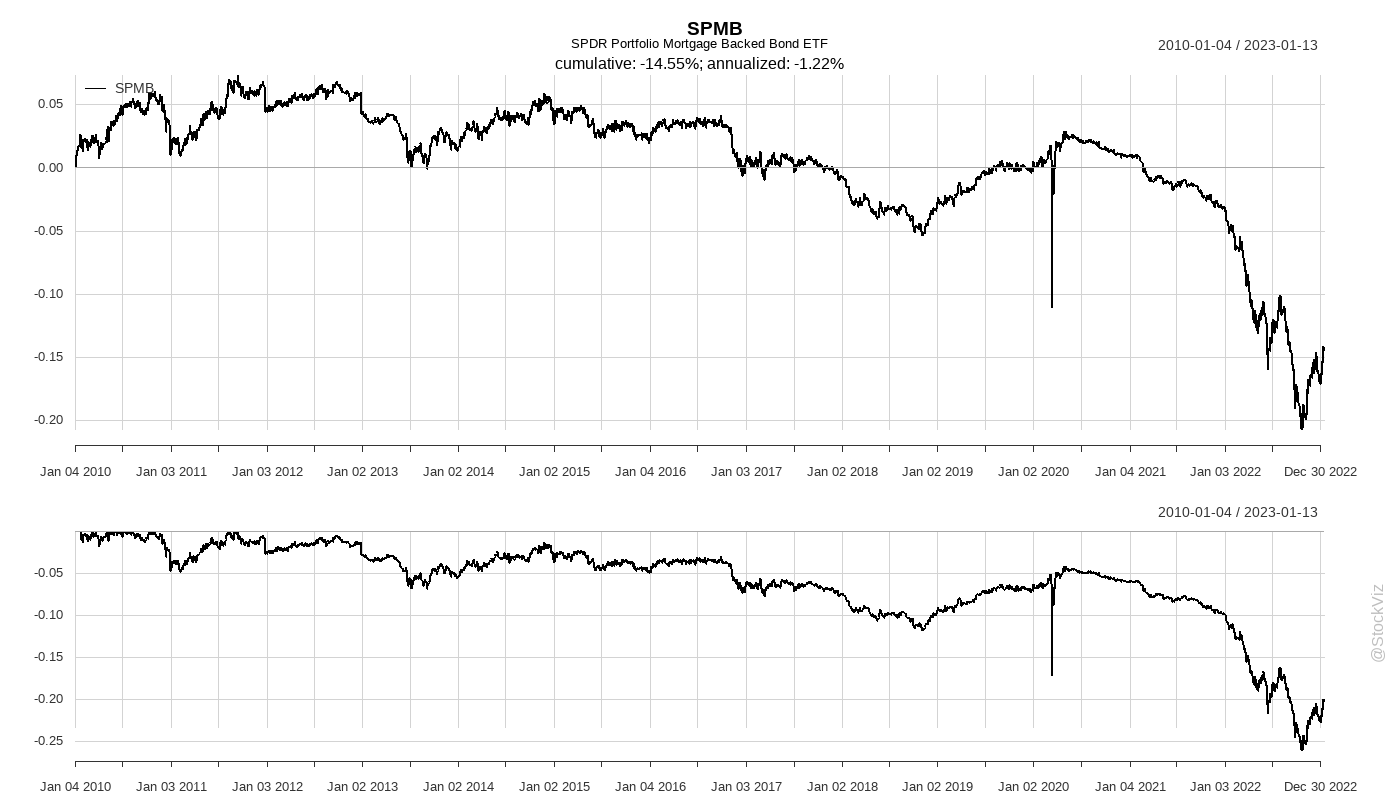 SPMB
SPDR Portfolio Mortgage Backed Bond ETF
cumulative: -14.55%; annualized: -1.22%
2010-01-04 / 2023-01-13
SPMB
0.05
0.00
-0.05
-0.10
-0.15
-0.20
Jan 04 2010 Jan 03 2011 Jan 03 2012 Jan 02 2013 Jan 02 2014 Jan 02 2015 Jan 04 2016 Jan 03 2017 Jan 02 2018 Jan 02 2019 Jan 02 2020 Jan 04 2021 Jan 03 2022 Dec 30 2022
2010-01-04 / 2023-01-13
-0.05
-0.10
-0.15
-0.20
-0.25
Jan 04 2010 Jan 03 2011 Jan 03 2012 Jan 02 2013 Jan 02 2014 Jan 02 2015 Jan 04 2016 Jan 03 2017 Jan 02 2018 Jan 02 2019 Jan 02 2020 Jan 04 2021 Jan 03 2022 Dec 30 2022
@StockViz